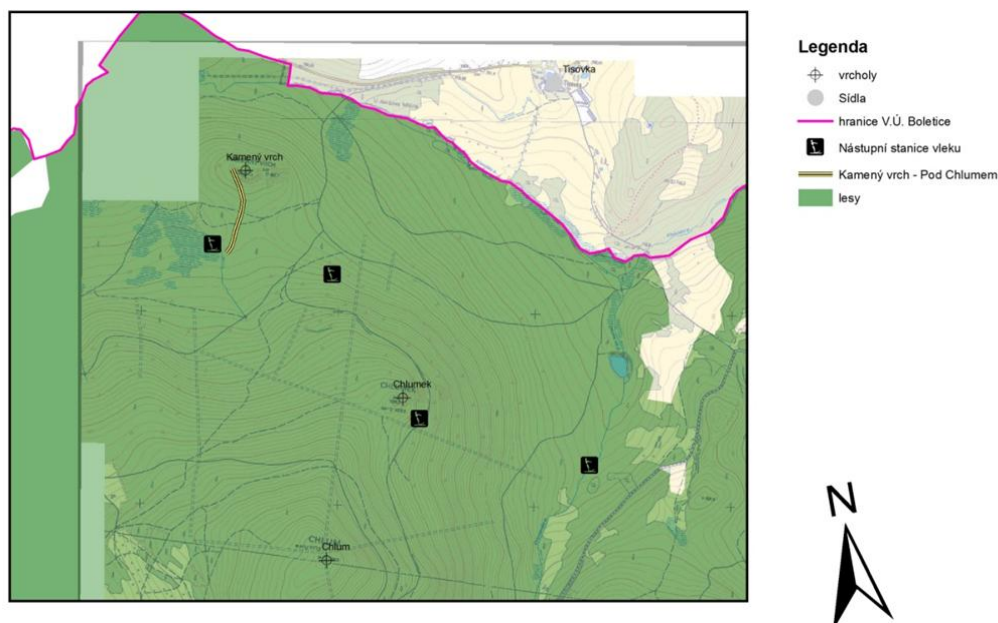 Tisovka
Kamený vrch
Chlumek
Chlum
Legenda
vrcholy
Sídla
hranice V.Ú. Boletice
Nástupní stanice vleku
Kamený vrch - Pod Chlumem
lesy
N